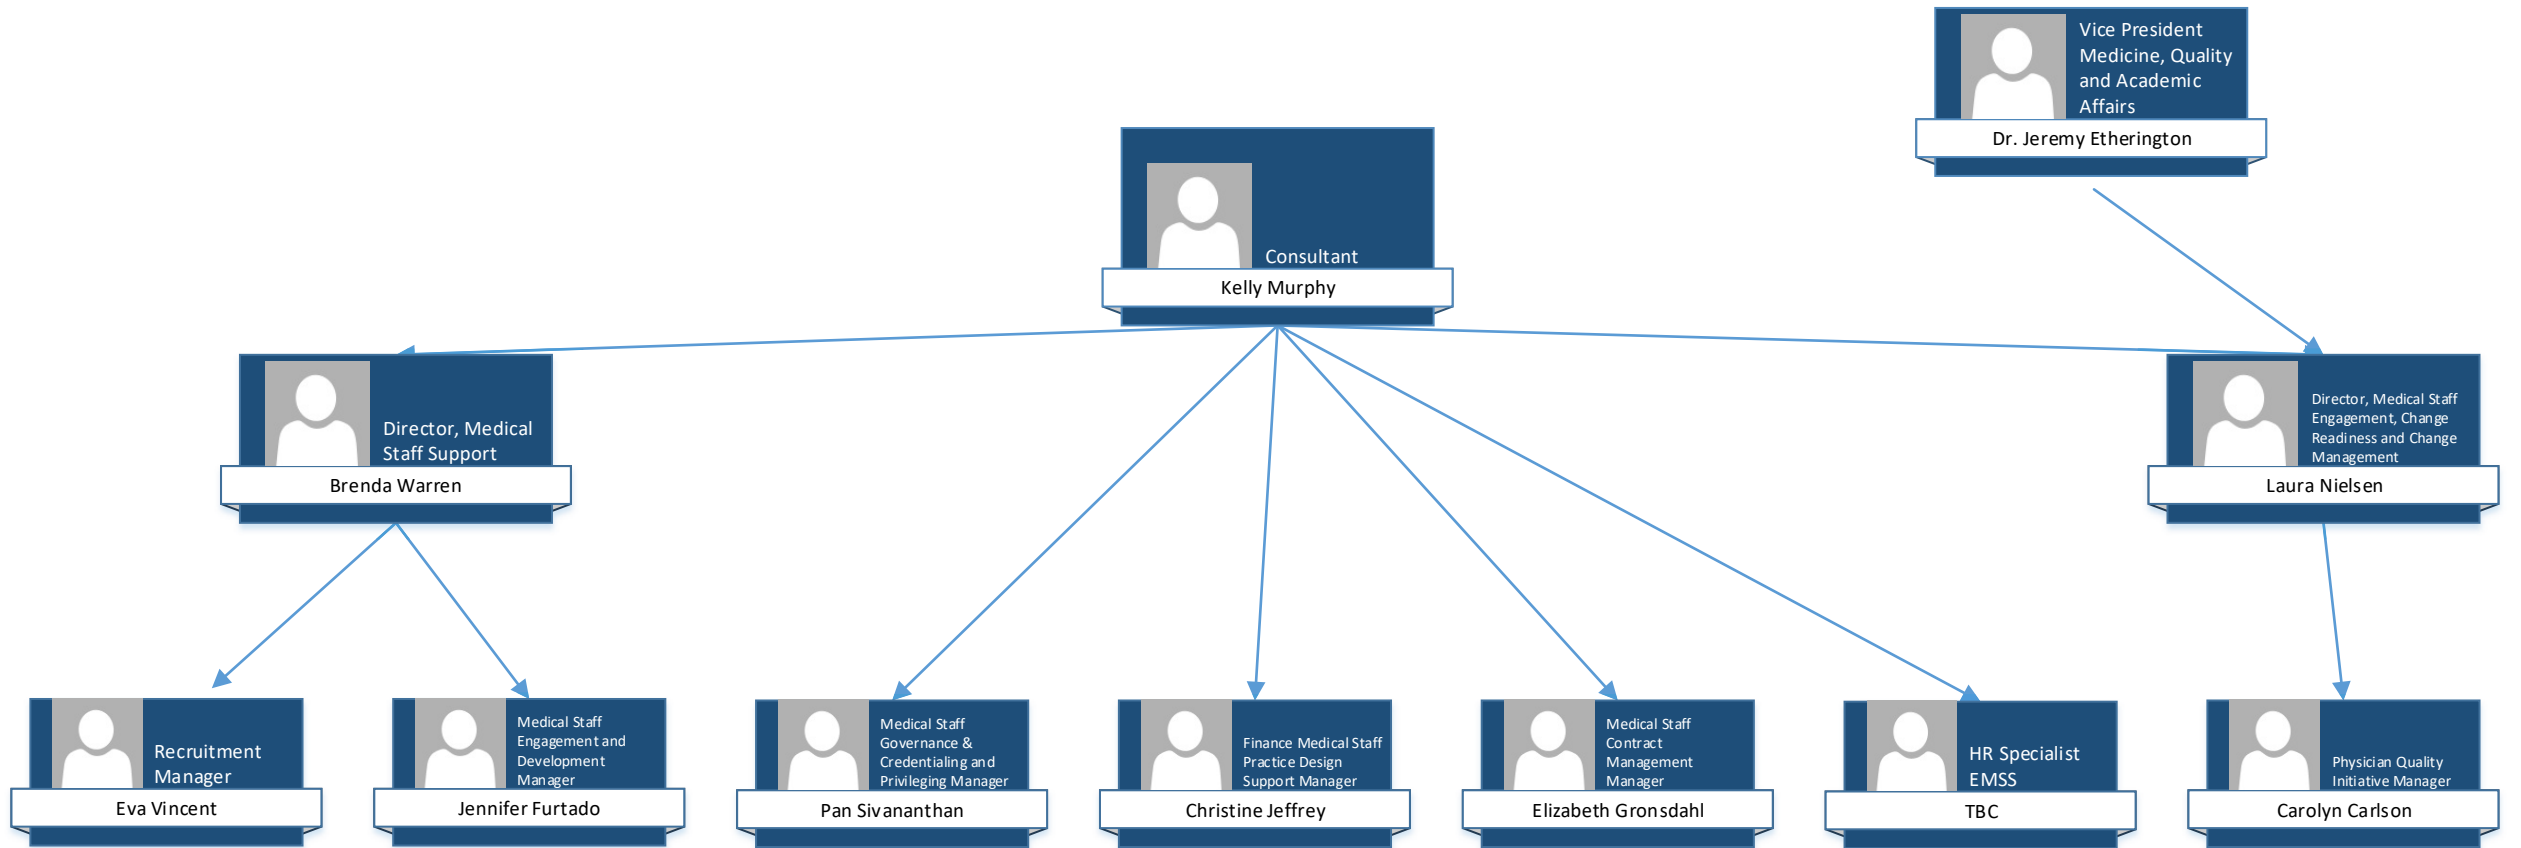 Vice President
Medicine, Quality
and Academic
Affairs
Dr. Jeremy Etherington
Consultant
Kelly Murphy
Director, Medical
Staff Support
Brenda Warren
Director, Medical Staff
Engagement, Change
Readiness and Change
Management
Laura Nielsen
Recruitment
Manager
Eva Vincent
Medical Staff
Engagement and
Development
Manager
Jennifer Furtado
Medical Staff
Governance &
Credentialing and
Privileging Manager
Pan Sivananthan
Finance Medical Staff
Practice Design
Support Manager
Christine Jeffrey
Medical Staff
Contract
Management
Manager
Elizabeth Gronsdahl
HR Specialist
EMSS
TBC
Physician Quality
Initiative Manager
Carolyn Carlson